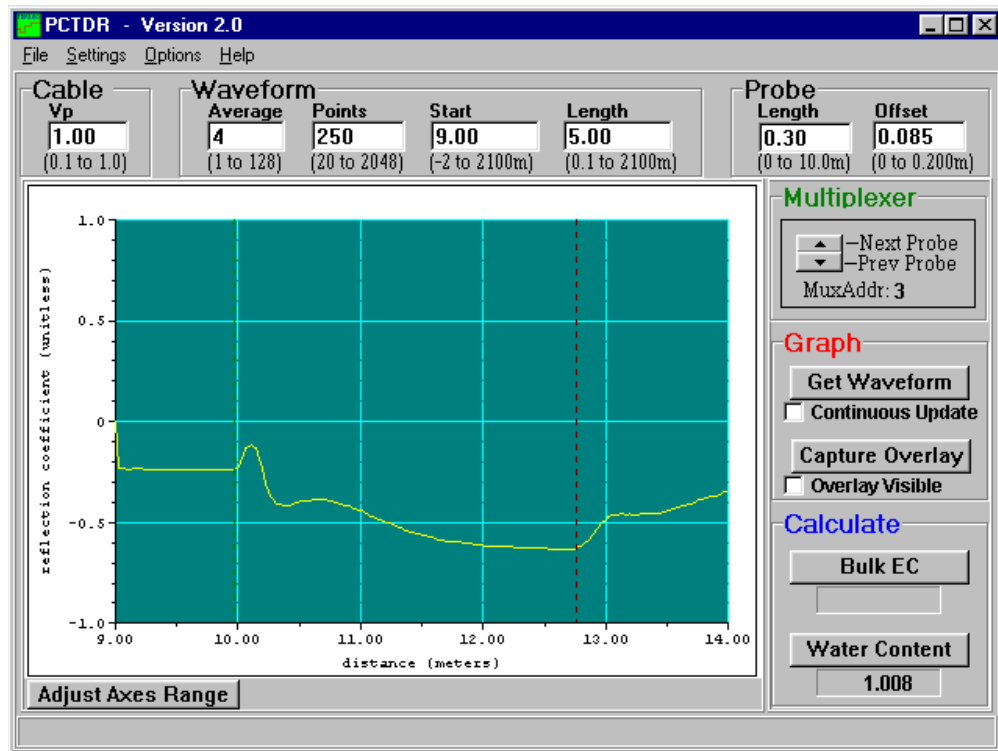 PCTDR - Version 2.0
File Settings Options Help
Cable
Vp
1.00
(0.1 to 1.0)
Waveform
Average Points Start Length
4 250 9.00 5.00
(1 to 128) (20 to 2048) (-2 to 2100m) (0.1 to 2100m)
Probe
Length Offset
0.30 0.085
(0 to 10.0m) (0 to 0.200m)
1.0
0.5
0
-0.5
-1.0
reflection coefficient (unitless)
9.00 10.00 11.00 12.00 13.00 14.00
distance (meters)
Adjust Axes Range
Multiplexer
Next Probe
Prev Probe
MuxAddr: 3
Graph
Get Waveform
Continuous Update
Capture Overlay
Overlay Visible
Calculate
Bulk EC
Water Content
1.008